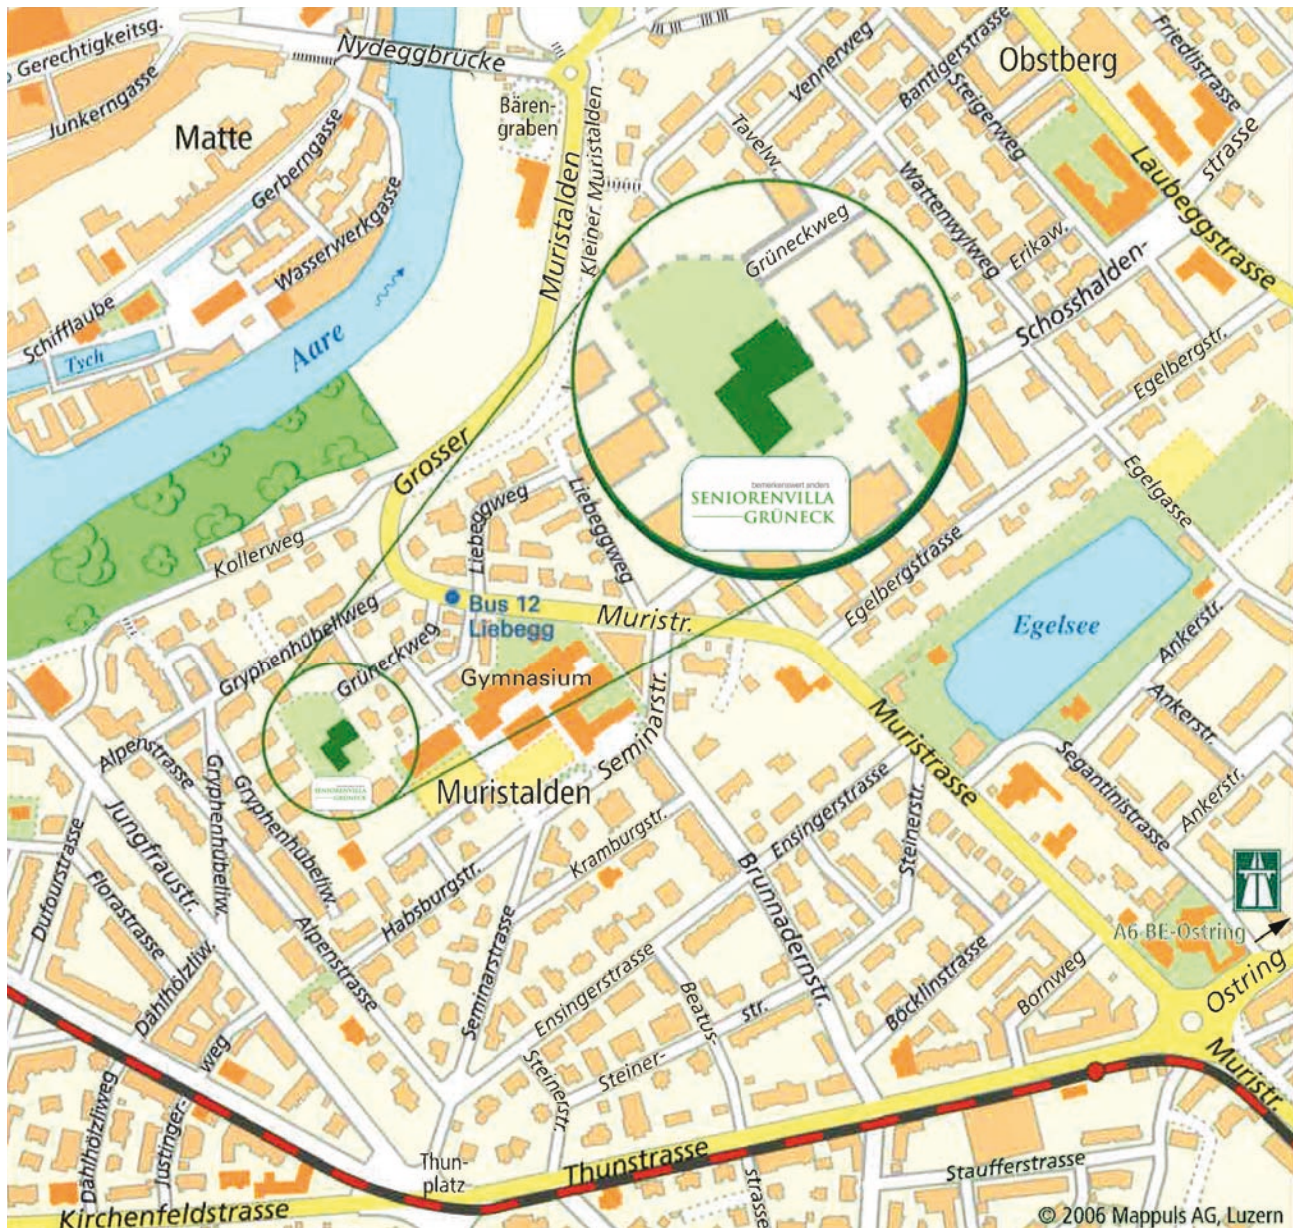 Gerechtigkeitsg.
Nydeggbrücke
Junkerngasse
Matte
Gerberngasse
Wasserwerkgasse
Schifflaube
Tych
Aare
Bären-
graben
Grosser
Muristalden
Kleiner Muristalden
Obstberg
Vennerweg
Bantigerstrasse
Steigerweg
Friedlistrasse
Tavelw.
Wattenwylweg
Erikaw.
Laubeggstrasse
Schosshalden-
strasse
Egelbergstr.
Egelgasse
Grüneckweg
bemerkenswert anders
SENIORENVILLA
GRÜNECK
Kollerweg
Liebeggweg
Liebeggweg
Egelbergstrasse
Egelsee
Ankerstr.
Ankerstr.
Ankerstr.
Segantinistrasse
Bus 12
Liebegg
Muristr.
Gryphenhübeliweg
Grüneckweg
Gymnasium
SENIORENVILLA
GRÜNECK
Muristalden
Seminarstr.
Muristrasse
Alpenstrasse
Jungfraustr.
Gryphenhübeliw.
Gryphenhübeliw.
Dufourstrasse
Florastrasse
Dählhölzliw.
Alpenstrasse
Habsburgstr.
Kramburgstr.
Ensingerstrasse
Steinerstr.
Brunnadernstr.
Seminarstrasse
Ensingerstrasse
Beatus-
strasse
Steiner-
str.
Steinerstr.
Böcklinstrasse
Bornweg
A6 BE-Ostring
Ostring
Muristr.
Dählhölzliweg
Justinger-
weg
Thun-
platz
Thunstrasse
Staufferstrasse
Kirchenfeldstrasse
© 2006 Mappuls AG, Luzern